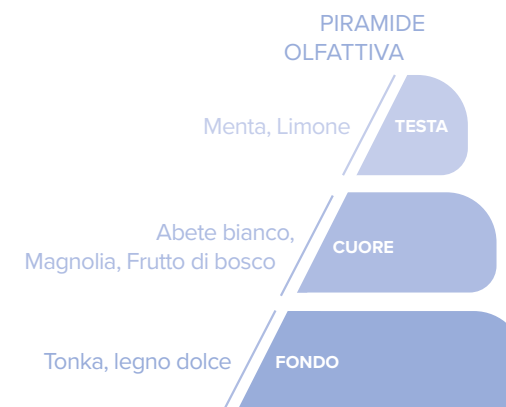 PIRAMIDE
OLFATTIVA
Menta, Limone
TESTA
Abete bianco,
Magnolia, Frutto di bosco
CUORE
Tonka, legno dolce
FONDO